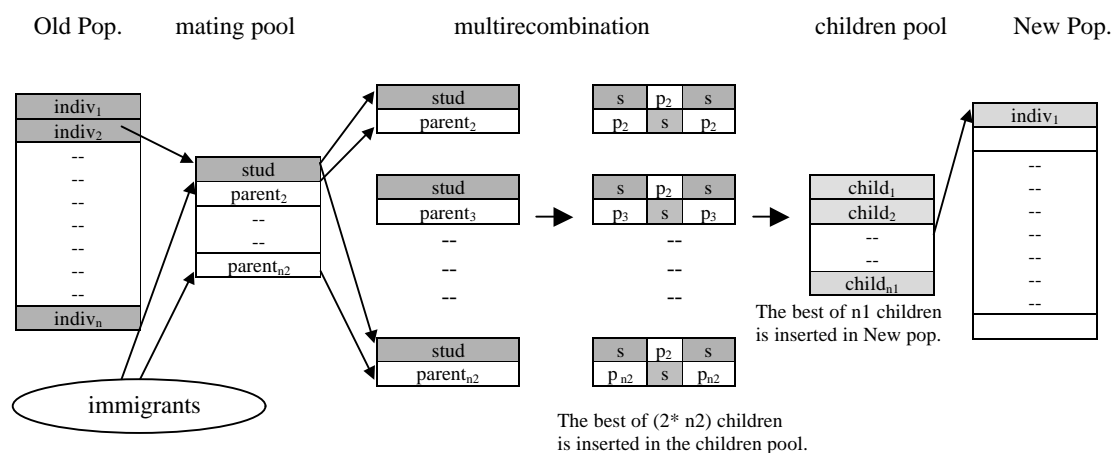 Old Pop. mating pool multirecombination children pool New Pop.
indiv₁
indiv₂
--
--
--
--
--
--
--
indivₙ
immigrants
stud
parent₂
--
--
parentₙ₂
stud
parent₂
stud
parent₃
--
--
--
stud
parentₙ₂
s p₂ s
p₂ s p₂
s p₂ s
p₃ s p₃
--
--
--
s p₂ s
p ₙ₂ s pₙ₂
The best of (2* n2) children
is inserted in the children pool.
child₁
child₂
--
--
childₙ₁
The best of n1 children
is inserted in New pop.
indiv₁
--
--
--
--
--
--
--